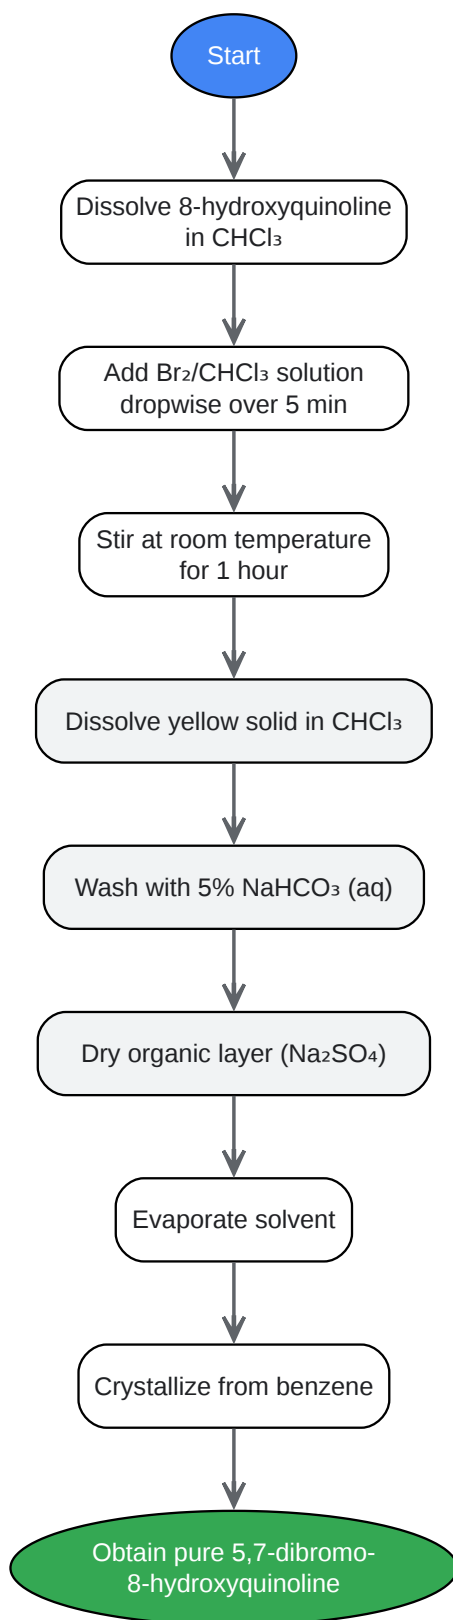 Start
Dissolve 8-hydroxyquinoline
in CHCl₃
Add Br₂/CHCl₃ solution
dropwise over 5 min
Stir at room temperature
for 1 hour
Dissolve yellow solid in CHCl₃
Wash with 5% NaHCO₃ (aq)
Dry organic layer (Na₂SO₄)
Evaporate solvent
Crystallize from benzene
Obtain pure 5,7-dibromo-
8-hydroxyquinoline